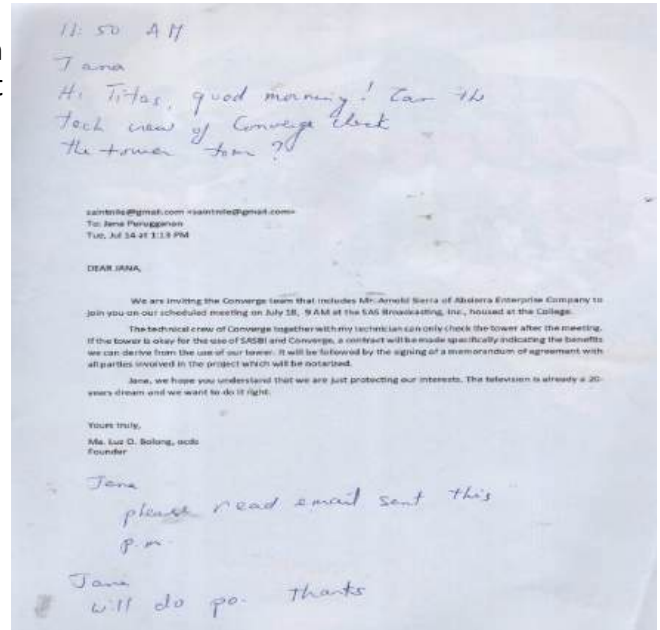 11:50 AM
Jana
Hi Titas, good morning! Can the
tech crew of Converge check
the tower tom?
saintnile@gmail.com <saintnile@gmail.com>
To: Jana Perugganan
Tue, Jul 14 at 1:13 PM
DEAR JANA,
We are inviting the Converge team that includes Mr. Arnold Sierra of Absierra Enterprise Company to
join you on our scheduled meeting on July 18, 9 AM at the SAS Broadcasting, Inc., housed at the College.
The technical crew of Converge together with my technician can only check the tower after the meeting.
If the tower is okay for the use of SASBI and Converge, a contract will be made specifically indicating the benefits
we can derive from the use of our tower. It will be followed by the signing of a memorandum of agreement with
all parties involved in the project which will be notarized.
Jana, we hope you understand that we are just protecting our interests. The television is already a 20-
years dream and we want to do it right.
Yours truly,
Ma. Luz O. Bolong, ocds
Founder
Jana
please read email sent this
p.m.
Jana
will do po. Thanks